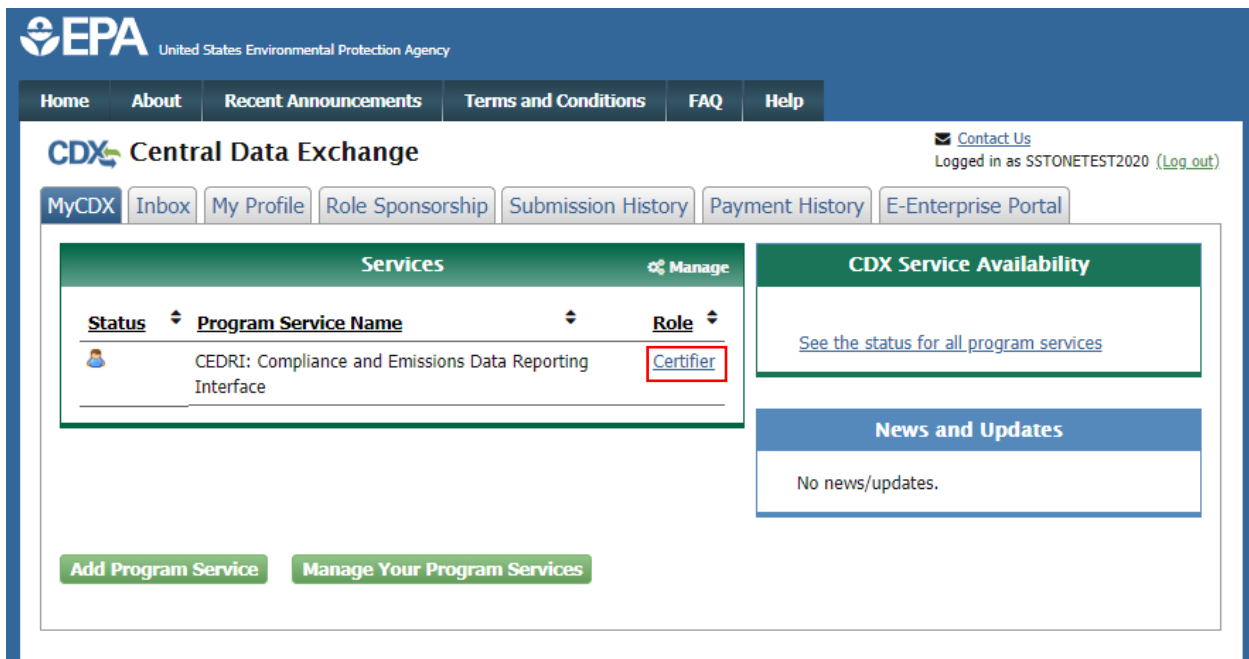 EPA United States Environmental Protection Agency
Home About Recent Announcements Terms and Conditions FAQ Help
CDX Central Data Exchange
Contact Us
Logged in as SSTONETEST2020 (Log out)
MyCDX Inbox My Profile Role Sponsorship Submission History Payment History E-Enterprise Portal
Services Manage
Status Program Service Name Role
CEDRI: Compliance and Emissions Data Reporting Interface Certifier
CDX Service Availability
See the status for all program services
News and Updates
No news/updates.
Add Program Service Manage Your Program Services